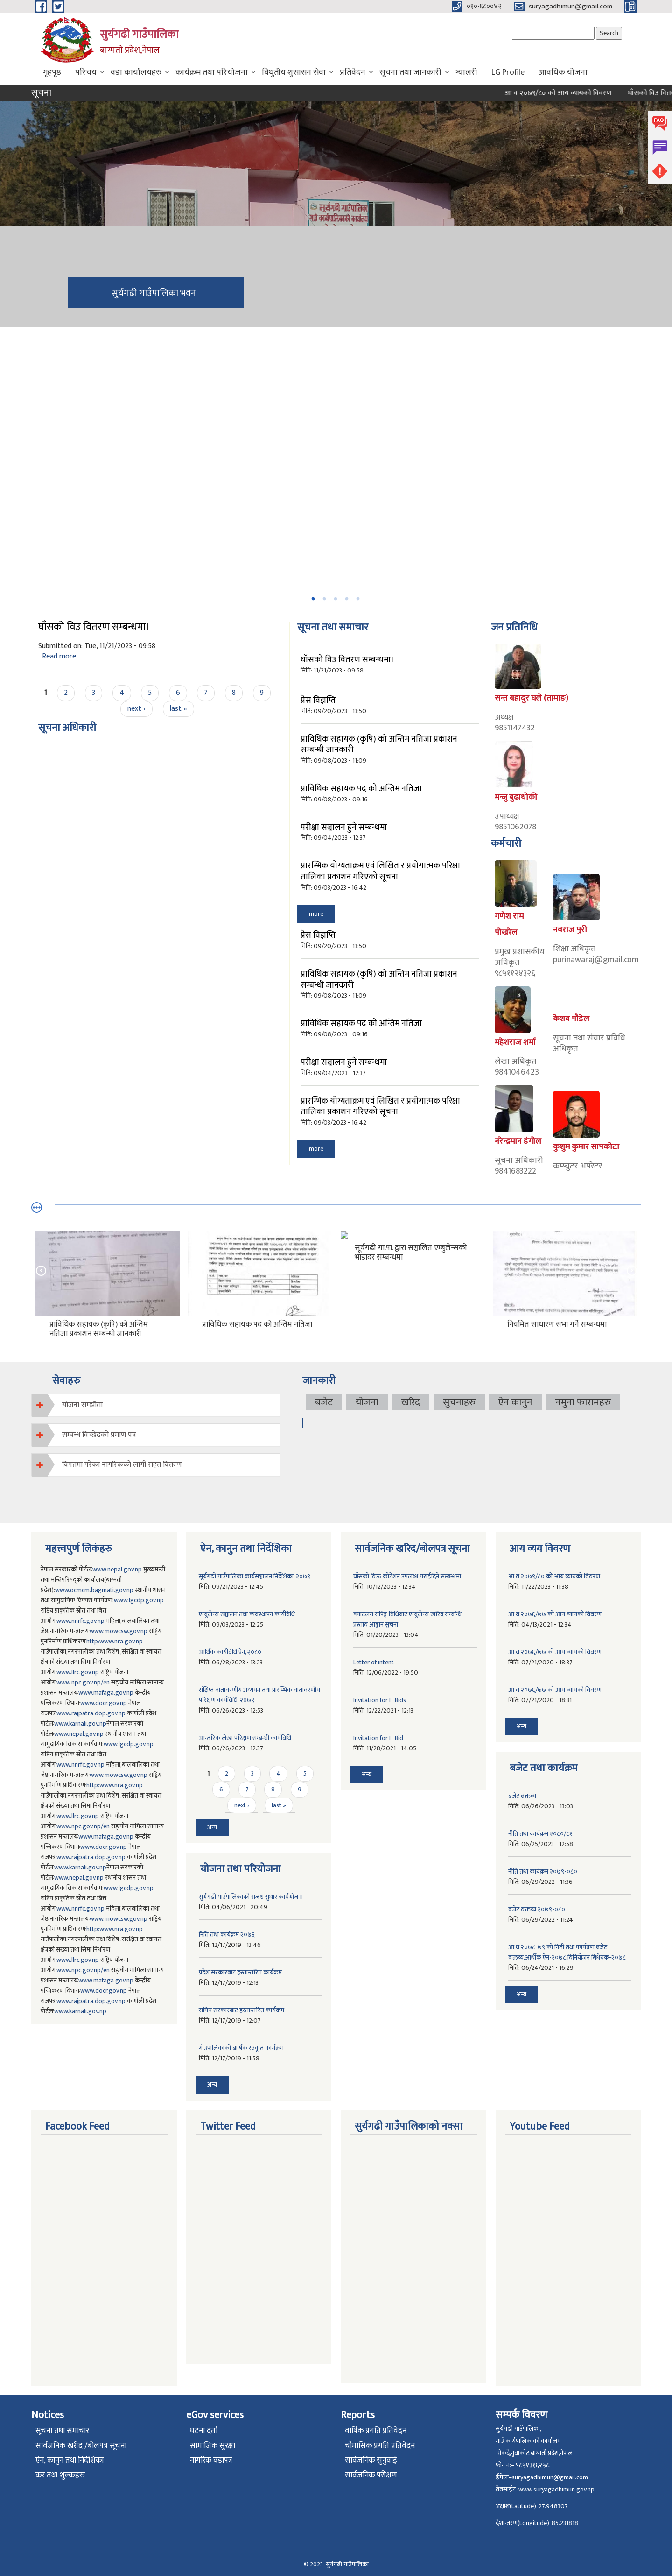 ०१०-६८००४२
suryagadhimun@gmail.com
सुर्यगढी गाउँपालिका
बाग्मती प्रदेश,नेपाल
Search
गृहपृष्ठ परिचय वडा कार्यालयहरु कार्यक्रम तथा परियोजना विधुतीय शुसासन सेवा प्रतिवेदन सूचना तथा जानकारी ग्यालरी LG Profile आवधिक योजना
सूचना
आ व २०७९/८० को आय व्यायको विवरण घाँसको विउ वित
FAQ
सुर्यगढी गाउँपालिका भवन
घाँसको विउ वितरण सम्बन्धमा।
Submitted on: Tue, 11/21/2023 - 09:58
Read more
1 2 3 4 5 6 7 8 9
next › last »
सूचना अधिकारी
सूचना तथा समाचार
घाँसको विउ वितरण सम्बन्धमा।
मिति: 11/21/2023 - 09:58
प्रेस विज्ञप्ति
मिति: 09/20/2023 - 13:50
प्राविधिक सहायक (कृषि) को अन्तिम नतिजा प्रकाशन
सम्बन्धी जानकारी
मिति: 09/08/2023 - 11:09
प्राविधिक सहायक पद को अन्तिम नतिजा
मिति: 09/08/2023 - 09:16
परीक्षा सञ्चालन हुने सम्बन्धमा
मिति: 09/04/2023 - 12:37
प्रारम्भिक योग्यताक्रम एवं लिखित र प्रयोगात्मक परिक्षा
तालिका प्रकाशन गरिएको सूचना
मिति: 09/03/2023 - 16:42
more
प्रेस विज्ञप्ति
मिति: 09/20/2023 - 13:50
प्राविधिक सहायक (कृषि) को अन्तिम नतिजा प्रकाशन
सम्बन्धी जानकारी
मिति: 09/08/2023 - 11:09
प्राविधिक सहायक पद को अन्तिम नतिजा
मिति: 09/08/2023 - 09:16
परीक्षा सञ्चालन हुने सम्बन्धमा
मिति: 09/04/2023 - 12:37
प्रारम्भिक योग्यताक्रम एवं लिखित र प्रयोगात्मक परिक्षा
तालिका प्रकाशन गरिएको सूचना
मिति: 09/03/2023 - 16:42
more
जन प्रतिनिधि
सन्त बहादुर घले (तामाङ)
अध्यक्ष
9851147432
मन्जु बुढाथोकी
उपाध्यक्ष
9851062078
कर्मचारी
गणेश राम
पोखरेल
प्रमुख प्रशासकीय
अधिकृत
९८५११२४३२६
नवराज पुरी
शिक्षा अधिकृत
purinawaraj@gmail.com
महेशराज शर्मा
लेखा अधिकृत
9841046423
केशव पौडेल
सूचना तथा संचार प्रविधि
अधिकृत
नरेन्द्रमान डंगोल
सूचना अधिकारी
9841683222
कुशुम कुमार सापकोटा
कम्प्युटर अपरेटर
प्राविधिक सहायक (कृषि) को अन्तिम
नतिजा प्रकाशन सम्बन्धी जानकारी
प्राविधिक सहायक पद को अन्तिम नतिजा
सूर्यगढी गा.पा. द्वारा सञ्चालित एम्बुलेन्सको
भाडादर सम्बन्धमा
नियमित साधारण सभा गर्ने सम्बन्धमा
सेवाहरु
योजना सम्झौता
सम्बन्ध विच्छेदको प्रमाण पत्र
विपतमा परेका नागरिकको लागी राहत वितरण
जानकारी
बजेट योजना खरिद सुचनाहरु ऐन कानुन नमुना फारामहरु
महत्त्वपुर्ण लिकंहरु
नेपाल सरकारको पोर्टलwww.nepal.gov.np मुख्यमन्त्री
तथा मन्त्रिपरिषद्को कार्यालय(बाग्मती
प्रदेश):www.ocmcm.bagmati.gov.np स्थानीय शासन
तथा सामुदायिक विकास कार्यक्रमwww.lgcdp.gov.np
राष्ट्रिय प्राकृतिक स्रोत तथा बित्त
आयोगwww.nnrfc.gov.np महिला,बालबालिका तथा
जेष्ठ नागरिक मन्त्रालयwww.mowcsw.gov.np राष्ट्रिय
पुनर्निर्माण प्राधिकरणhttp:www.nra.gov.np
गाउँपालीका,नगरपालीका तथा विशेष ,संरक्षित वा स्वायत्त
क्षेत्रको संख्या तथा सिमा निर्धारण
आयोगwww.llrc.gov.np राष्ट्रिय योजना
आयोगwww.npc.gov.np/en सङ्घीय मामिला सामान्य
प्रशासन मन्त्रालयwww.mafaga.gov.np केन्द्रीय
पन्जिकरण विभागwww.docr.gov.np नेपाल
राजपत्रwww.rajpatra.dop.gov.np कर्णाली प्रदेश
पोर्टलwww.karnali.gov.npनेपाल सरकारको
पोर्टलwww.nepal.gov.np स्थानीय शासन तथा
सामुदायिक विकास कार्यक्रम:www.lgcdp.gov.np
राष्ट्रिय प्राकृतिक स्रोत तथा बित्त
आयोगwww.nnrfc.gov.np महिला,बालबालिका तथा
जेष्ठ नागरिक मन्त्रालयwww.mowcsw.gov.np राष्ट्रिय
पुनर्निर्माण प्राधिकरणhttp:www.nra.gov.np
गाउँपालीका,नगरपालीका तथा विशेष ,संरक्षित वा स्वायत्त
क्षेत्रको संख्या तथा सिमा निर्धारण
आयोगwww.llrc.gov.np राष्ट्रिय योजना
आयोगwww.npc.gov.np/en सङ्घीय मामिला सामान्य
प्रशासन मन्त्रालयwww.mafaga.gov.np केन्द्रीय
पन्जिकरण विभागwww.docr.gov.np नेपाल
राजपत्रwww.rajpatra.dop.gov.np कर्णाली प्रदेश
पोर्टलwww.karnali.gov.npनेपाल सरकारको
पोर्टलwww.nepal.gov.np स्थानीय शासन तथा
सामुदायिक विकास कार्यक्रम:www.lgcdp.gov.np
राष्ट्रिय प्राकृतिक स्रोत तथा बित्त
आयोगwww.nnrfc.gov.np महिला,बालबालिका तथा
जेष्ठ नागरिक मन्त्रालयwww.mowcsw.gov.np राष्ट्रिय
पुनर्निर्माण प्राधिकरणhttp:www.nra.gov.np
गाउँपालीका,नगरपालीका तथा विशेष ,संरक्षित वा स्वायत्त
क्षेत्रको संख्या तथा सिमा निर्धारण
आयोगwww.llrc.gov.np राष्ट्रिय योजना
आयोगwww.npc.gov.np/en सङ्घीय मामिला सामान्य
प्रशासन मन्त्रालयwww.mafaga.gov.np केन्द्रीय
पन्जिकरण विभागwww.docr.gov.np नेपाल
राजपत्रwww.rajpatra.dop.gov.np कर्णाली प्रदेश
पोर्टलwww.karnali.gov.np
ऐन, कानुन तथा निर्देशिका
सूर्यगढी गाउँपालिका कार्यसञ्चालन निर्देशिका, २०७९
मिति: 09/21/2023 - 12:45
एम्बुलेन्स सञ्चालन तथा व्यवस्थापन कार्यविधि
मिति: 09/03/2023 - 12:25
आर्थिक कार्यविधि ऐन, २०८०
मिति: 06/28/2023 - 13:23
संक्षिप्त वातावरणीय अध्ययन तथा प्रारम्भिक वातावरणीय
परिक्षण कार्यविधि, २०७९
मिति: 06/26/2023 - 12:53
आन्तरिक लेखा परिक्षण सम्बन्धी कार्यविधि
मिति: 06/26/2023 - 12:37
1 2 3 4 5
6 7 8 9
next › last »
अन्य
योजना तथा परियोजना
सुर्यगढी गाउँपालिकाको राजश्व सुधार कार्ययोजना
मिति: 04/06/2021 - 20:49
निति तथा कार्यक्रम २०७६
मिति: 12/17/2019 - 13:46
प्रदेश सरकारबाट हस्तान्तरित कार्यक्रम
मिति: 12/17/2019 - 12:13
संघिय सरकारबाट हस्तान्तरित कार्यक्रम
मिति: 12/17/2019 - 12:07
गाँउपालिकाको बार्षिक स्वकृत कार्यक्रम
मिति: 12/17/2019 - 11:58
अन्य
सार्वजनिक खरिद/बोलपत्र सूचना
घाँसको विऊ कोटेशन उपलब्ध गराईदिने सम्बन्धमा
मिति: 10/12/2023 - 12:34
क्याटलग सपिङ्ग विधिबाट एम्बुलेन्स खरिद सम्बन्धि
प्रस्ताव आह्वान सुचना
मिति: 01/20/2023 - 13:04
Letter of intent
मिति: 12/06/2022 - 19:50
Invitation for E-Bids
मिति: 12/22/2021 - 12:13
Invitation for E-Bid
मिति: 11/28/2021 - 14:05
अन्य
आय व्यय विवरण
आ व २०७९/८० को आय व्यायको विवरण
मिति: 11/22/2023 - 11:38
आ व २०७६/७७ को आय व्यायको विवरण
मिति: 04/13/2021 - 12:34
आ व २०७६/७७ को आय व्यायको विवरण
मिति: 07/21/2020 - 18:37
आ व २०७६/७७ को आय व्यायको विवरण
मिति: 07/21/2020 - 18:31
अन्य
बजेट तथा कार्यक्रम
बजेट वक्तव्य
मिति: 06/26/2023 - 13:03
नीति तथा कार्यक्रम २०८०/८१
मिति: 06/25/2023 - 12:58
नीति तथा कार्यक्रम २०७९-०८०
मिति: 06/29/2022 - 11:36
बजेट वक्तव्य २०७९-०८०
मिति: 06/29/2022 - 11:24
आ व २०७८-७९ को निती तथा कार्यक्रम,बजेट
बक्तव्य,आर्थीक ऐन-२०७८,विनियोजन बिधेयक-२०७८
मिति: 06/24/2021 - 16:29
अन्य
Facebook Feed
Twitter Feed
सुर्यगढी गाउँपालिकाको नक्सा
Youtube Feed
Notices
सूचना तथा समाचार
सार्वजनिक खरीद /बोलपत्र सूचना
ऐन, कानुन तथा निर्देशिका
कर तथा शुल्कहरु
eGov services
घटना दर्ता
सामाजिक सुरक्षा
नागरिक वडापत्र
Reports
वार्षिक प्रगति प्रतिवेदन
चौमासिक प्रगति प्रतिवेदन
सार्वजनिक सुनुवाई
सार्वजनिक परीक्षण
सम्पर्क विवरण
सुर्यगढी गाउँपालिका,
गाउँ कार्यपालिकाको कार्यालय
चोकदे,नुवाकोट,बाग्मती प्रदेश,नेपाल
फोन नं:– ९८५१३१६२५८,
ईमेलः-suryagadhimun@gmail.com
वेवसाईट :www.suryagadhimun.gov.np
अक्षांश(Latitude)-27.948307
देशान्तरण(Longitude)-85.231818
© 2023 सुर्यगढी गाउँपालिका